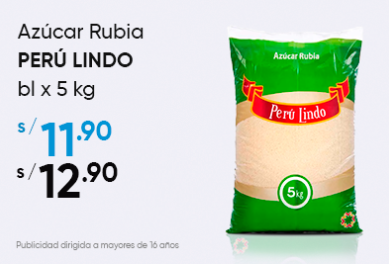 Azúcar Rubia
PERÚ LINDO
bl x 5 kg
s/11.90
s/12.90
Publicidad dirigida a mayores de 16 años
Azúcar Rubia
Perú Lindo
5kg